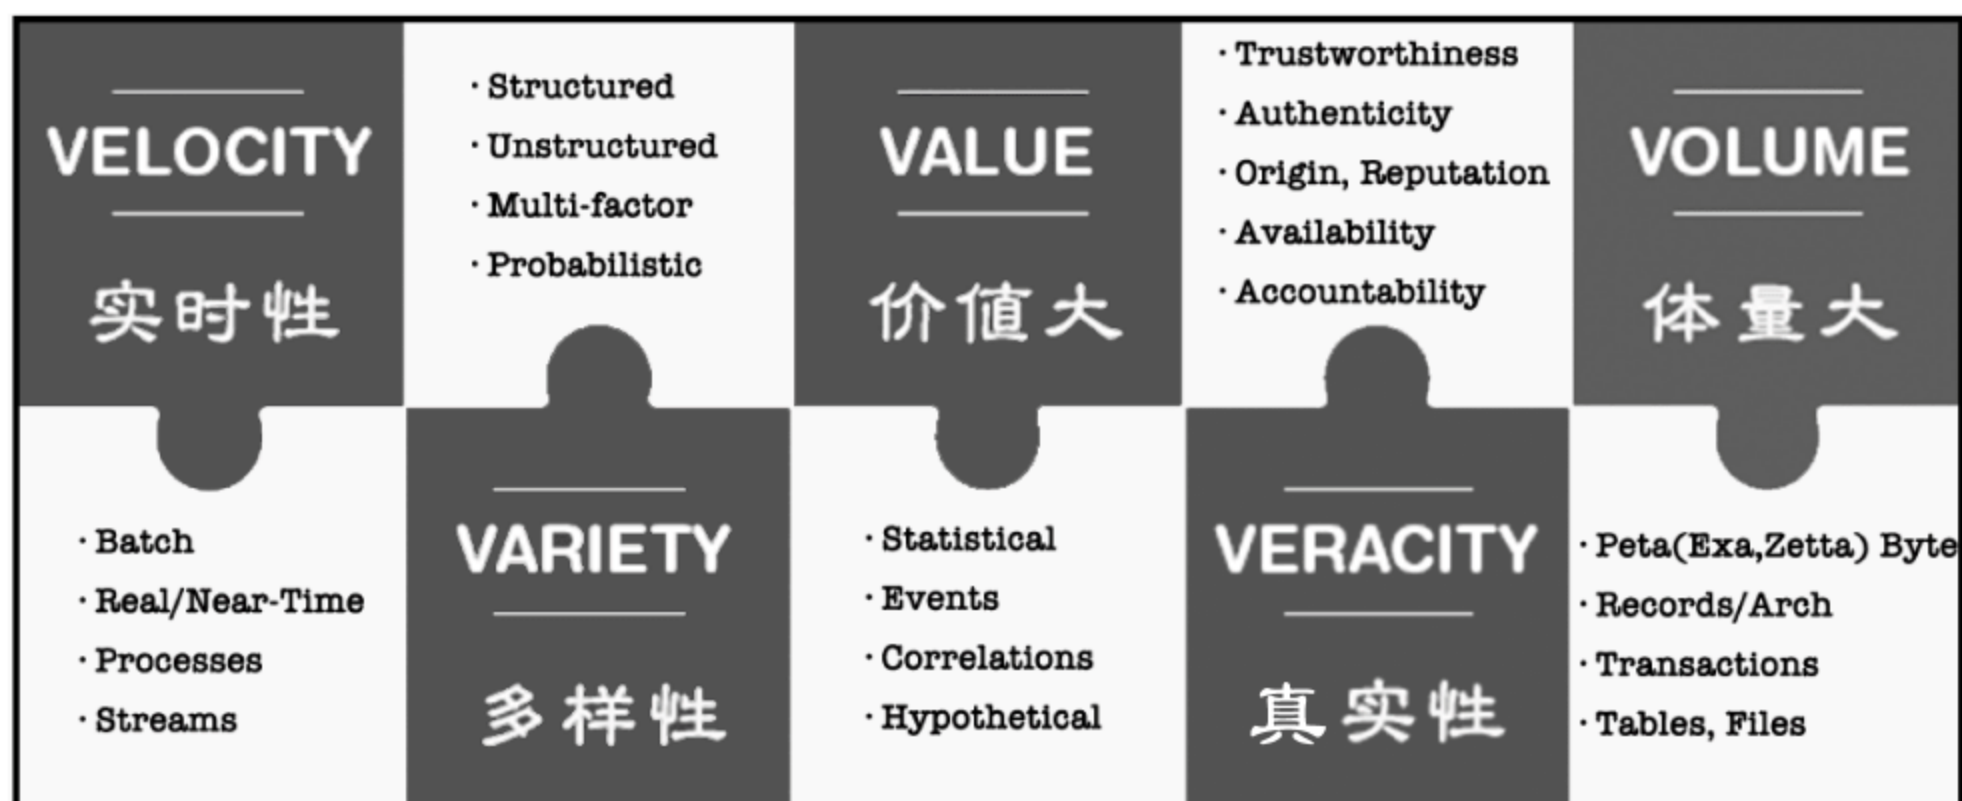 VELOCITY
实时性
· Batch
· Real/Near-Time
· Processes
· Streams
· Structured
· Unstructured
· Multi-factor
· Probabilistic
VARIETY
多样性
VALUE
价值大
· Statistical
· Events
· Correlations
· Hypothetical
· Trustworthiness
· Authenticity
· Origin, Reputation
· Availability
· Accountability
VERACITY
真实性
VOLUME
体量大
· Peta(Exa,Zetta) Byte
· Records/Arch
· Transactions
· Tables, Files